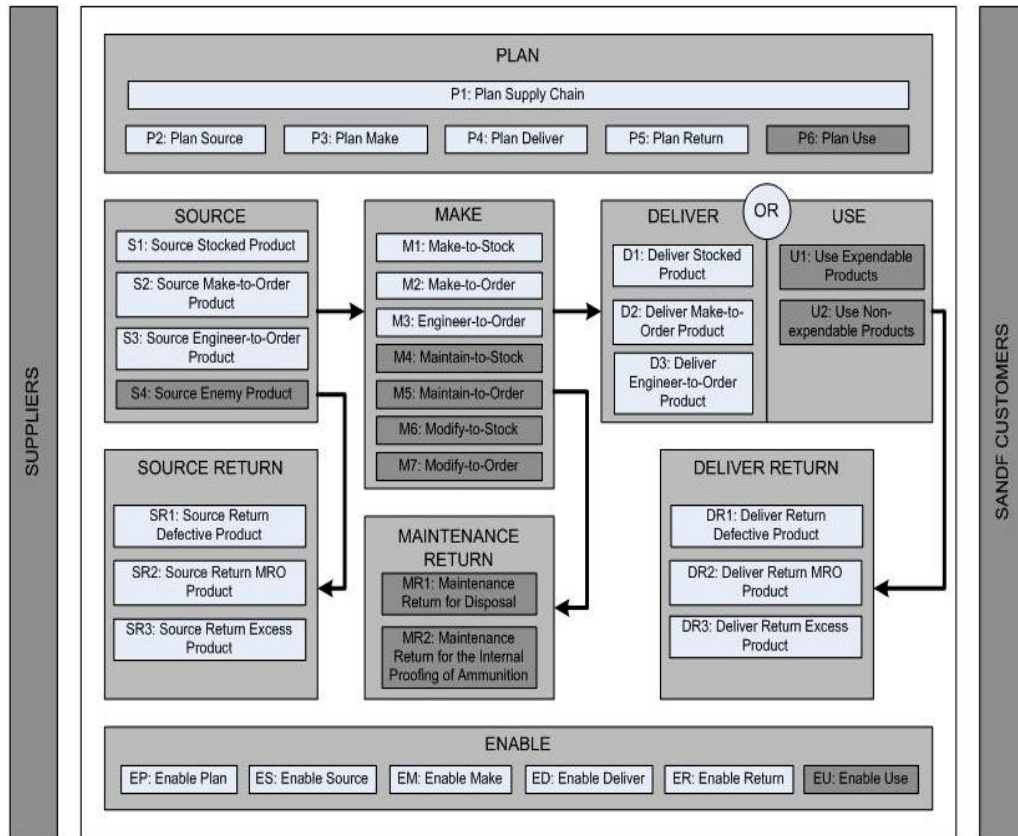 SUPPLIERS
PLAN
P1: Plan Supply Chain
P2: Plan Source
P3: Plan Make
P4: Plan Deliver
P5: Plan Return
P6: Plan Use
SOURCE
S1: Source Stocked Product
S2: Source Make-to-Order
Product
S3: Source Engineer-to-Order
Product
S4: Source Enemy Product
MAKE
M1: Make-to-Stock
M2: Make-to-Order
M3: Engineer-to-Order
M4: Maintain-to-Stock
M5: Maintain-to-Order
M6: Modify-to-Stock
M7: Modify-to-Order
DELIVER
OR
USE
D1: Deliver Stocked
Product
D2: Deliver Make-to-
Order Product
D3: Deliver
Engineer-to-Order
Product
U1: Use Expendable
Products
U2: Use Non-
expendable Products
SOURCE RETURN
SR1: Source Return
Defective Product
SR2: Source Return MRO
Product
SR3: Source Return Excess
Product
MAINTENANCE
RETURN
MR1: Maintenance
Return for Disposal
MR2: Maintenance
Return for the Internal
Proofing of Ammunition
DELIVER RETURN
DR1: Deliver Return
Defective Product
DR2: Deliver Return MRO
Product
DR3: Deliver Return Excess
Product
ENABLE
EP: Enable Plan
ES: Enable Source
EM: Enable Make
ED: Enable Deliver
ER: Enable Return
EU: Enable Use
SANDF CUSTOMERS